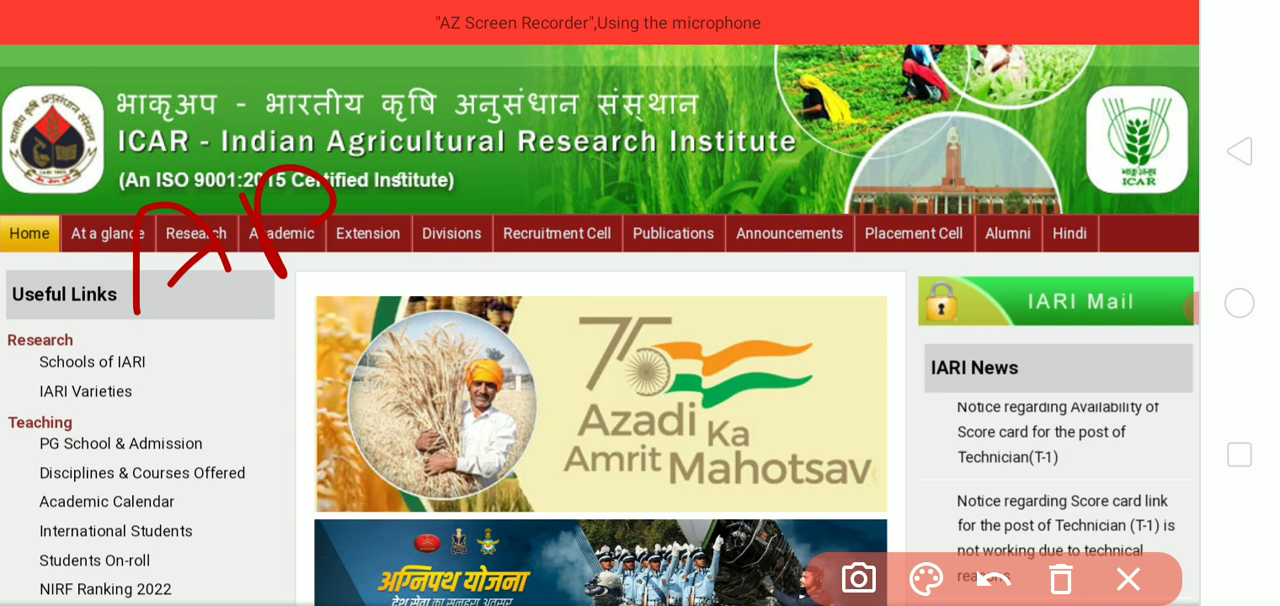 "AZ Screen Recorder",Using the microphone
भाकृअप - भारतीय कृषि अनुसंधान संस्थान
ICAR - Indian Agricultural Research Institute
(An ISO 9001:2015 Certified Institute)
भाकृअनुप
ICAR
Home At a glance Research Academic Extension Divisions Recruitment Cell Publications Announcements Placement Cell Alumni Hindi
Useful Links
Research
Schools of IARI
IARI Varieties
Teaching
PG School & Admission
Disciplines & Courses Offered
Academic Calendar
International Students
Students On-roll
NIRF Ranking 2022
75
Azadi Ka
Amrit Mahotsav
अग्निपथ योजना
देश सेवा का सुनहरा अवसर
IARI Mail
IARI News
Notice regarding Availability of
Score card for the post of
Technician(T-1)
Notice regarding Score card link
for the post of Technician (T-1) is
not working due to technical
reasons